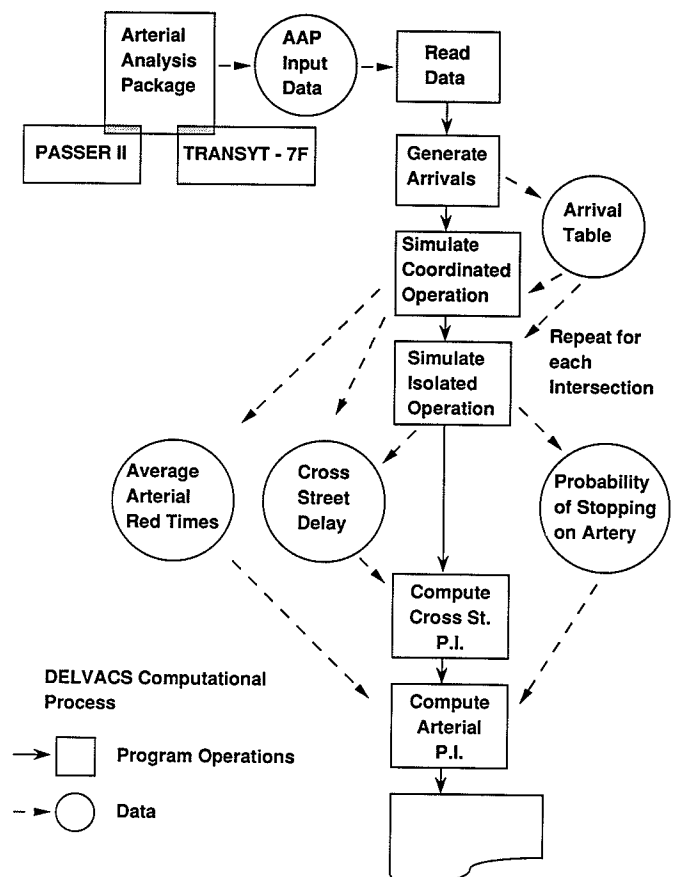 Arterial
Analysis
Package
AAP
Input
Data
Read
Data
PASSER II
TRANSYT - 7F
Generate
Arrivals
Arrival
Table
Simulate
Coordinated
Operation
Repeat for
each
Intersection
Simulate
Isolated
Operation
Average
Arterial
Red Times
Cross
Street
Delay
Probability
of Stopping
on Artery
Compute
Cross St.
P.I.
Compute
Arterial
P.I.
DELVACS Computational
Process
Program Operations
Data